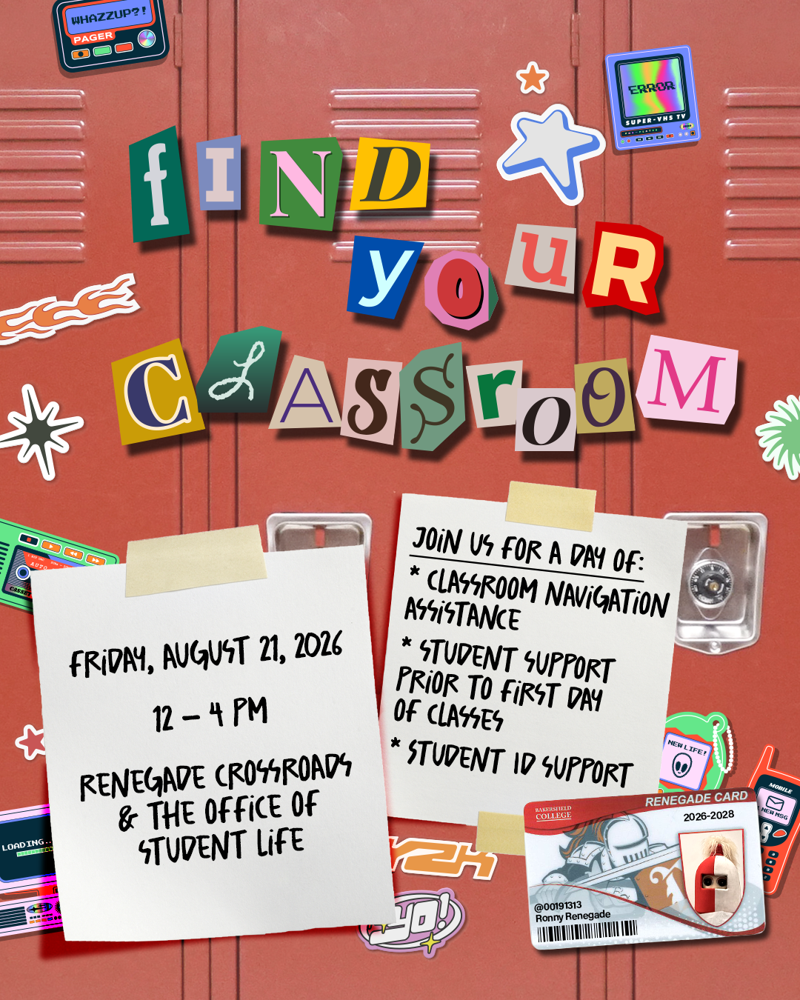 WHAZZUP?!
PAGER
ERROR
SUPER-VHS TV
fIND
yOuR
CLASSrOOM
FRiDAY, AUGUST 21, 2026
12 – 4 PM
RENEGADE CROSSROADS
& THE OFFiCE OF
STUDENT LiFE
JOiN US FOR A DAY OF:
* CLASSROOM NAViGATiON
ASSiSTANCE
* STUDENT SUPPORT
PRiOR TO FiRST DAY
OF CLASSES
* STUDENT ID SUPPORT
AUTO
NEW LIFE!
MOBILE
NEW MSG
LOADING..
Y2K
yo!
RENEGADE CARD
BAKERSFIELD
COLLEGE
2026-2028
@00191313
Ronny Renegade